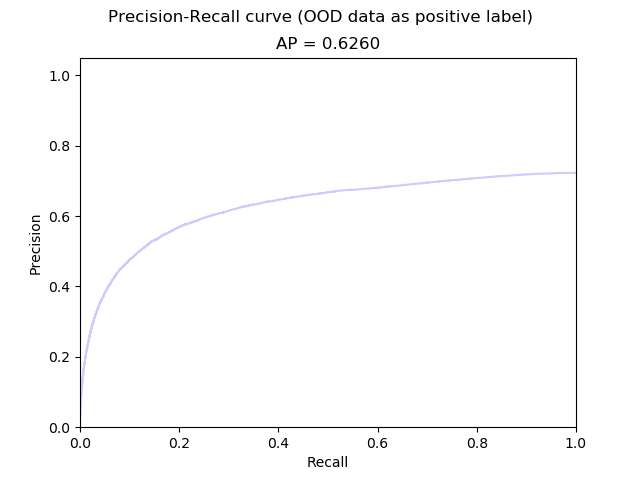 Precision-Recall curve (OOD data as positive label)
AP = 0.6260
1.0
0.8
0.6
0.4
0.2
0.0
Precision
0.0 0.2 0.4 0.6 0.8 1.0
Recall